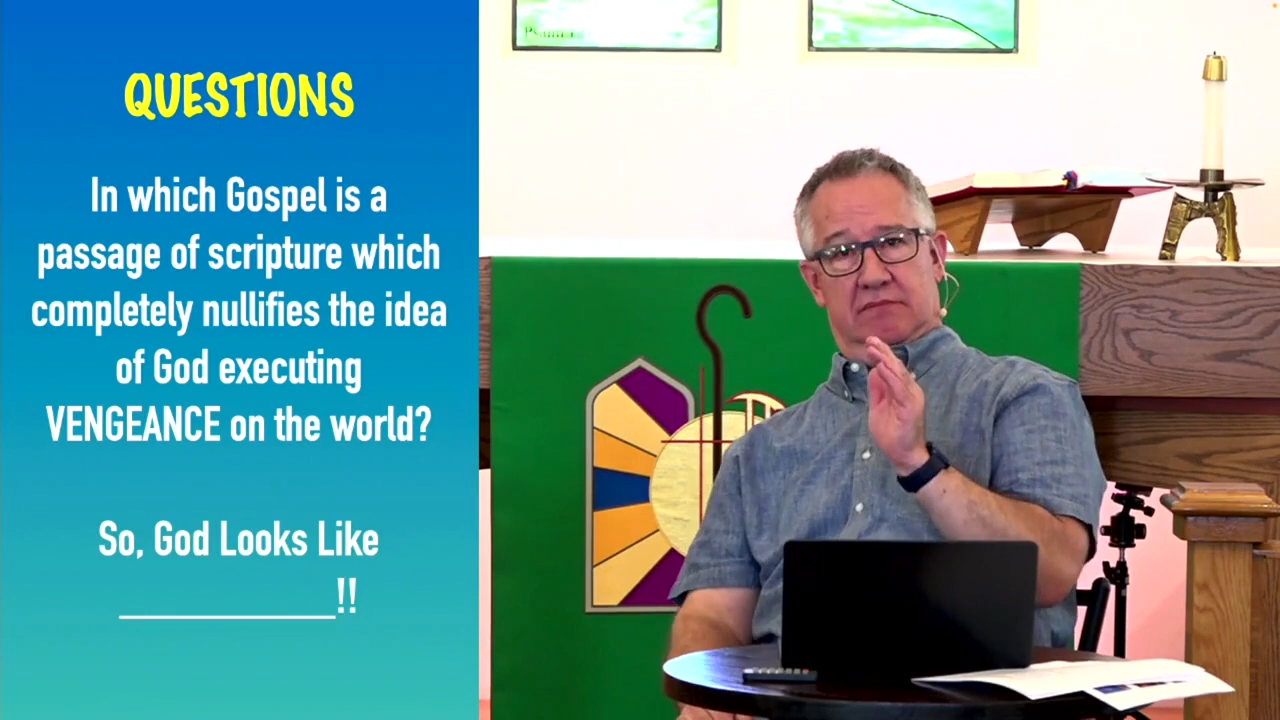 QUESTIONS
In which Gospel is a
passage of scripture which
completely nullifies the idea
of God executing
VENGEANCE on the world?
So, God Looks Like
____________!!